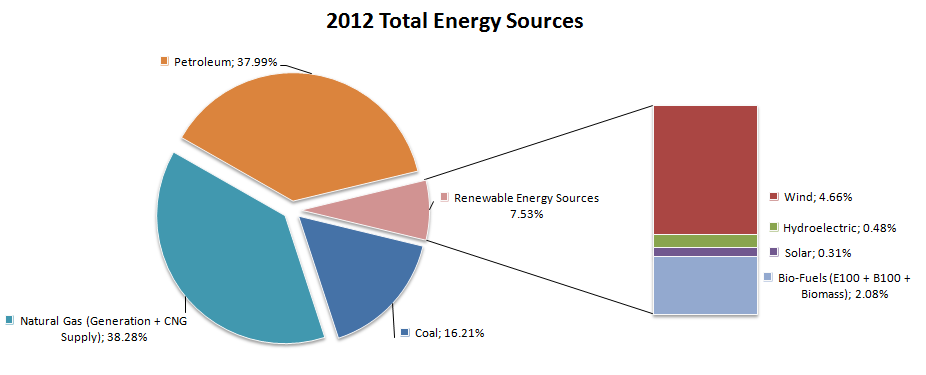 2012 Total Energy Sources
Petroleum; 37.99%
Renewable Energy Sources
7.53%
Wind; 4.66%
Hydroelectric; 0.48%
Solar; 0.31%
Bio-Fuels (E100 + B100 +
Biomass); 2.08%
Natural Gas (Generation + CNG
Supply); 38.28%
Coal; 16.21%